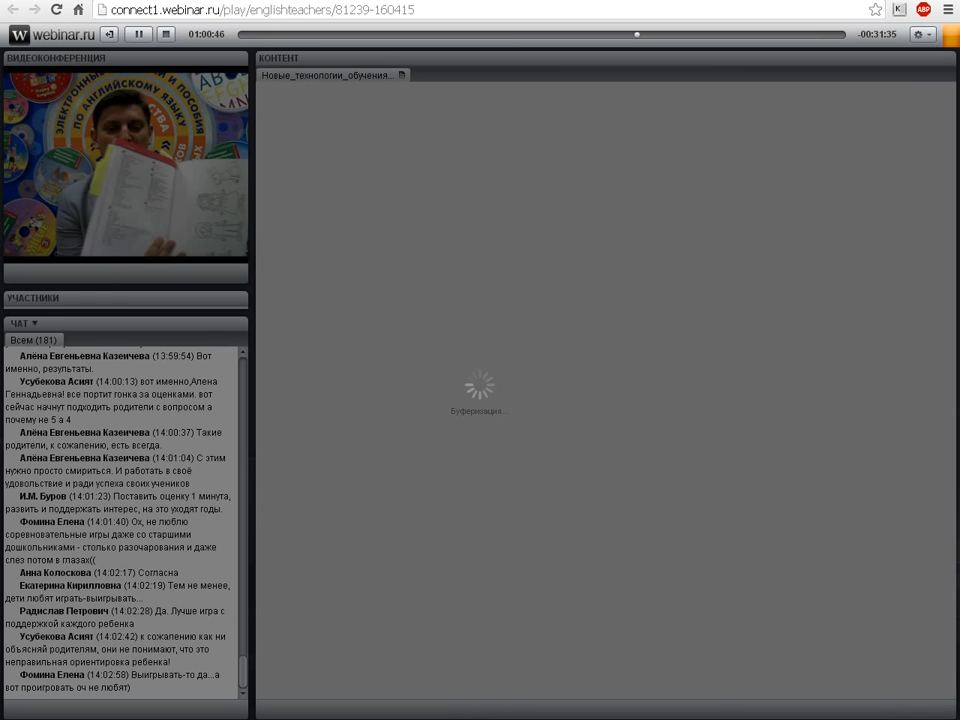 connect1.webinar.ru/play/englishteachers/81239-160415
W webinar.ru
01:00:46
-00:31:35
ВИДЕОКОНФЕРЕНЦИЯ
КОНТЕНТ
Новые_технологии_обучения...
ЭЛЕКТРОННЫЕ
ПО АНГЛИЙСКОМУ ЯЗЫКУ
И ПОСОБИЯ
УЧАСТНИКИ
ЧАТ
Всем (181)
Алёна Евгеньевна Казеичева (13:59:54) Вот
именно, результаты.
Усубекова Асият (14:00:13) вот именно,Алена
Геннадьевна! все портит гонка за оценками. вот
сейчас начнут подходить родители с вопросом а
почему не 5 а 4
Алёна Евгеньевна Казеичева (14:00:37) Такие
родители, к сожалению, есть всегда.
Алёна Евгеньевна Казеичева (14:01:04) С этим
нужно просто смириться. И работать в своё
удовольствие и ради успеха своих учеников
И.М. Буров (14:01:23) Поставить оценку 1 минута,
развить и поддержать интерес, на это уходят годы.
Фомина Елена (14:01:40) Ох, не люблю
соревновательные игры даже со старшими
дошкольниками - столько разочарования и даже
слез потом в глазах((
Анна Колоскова (14:02:17) Согласна
Екатерина Кирилловна (14:02:19) Тем не менее,
дети любят играть-выигрывать...
Радислав Петрович (14:02:28) Да. Лучше игра с
поддержкой каждого ребенка
Усубекова Асият (14:02:42) к сожалению как ни
объясняй родителям, они не понимают, что это
неправильная ориентировка ребенка!
Фомина Елена (14:02:58) Выигрывать-то да...а
вот проигровать оч не любят)
Буферизация...